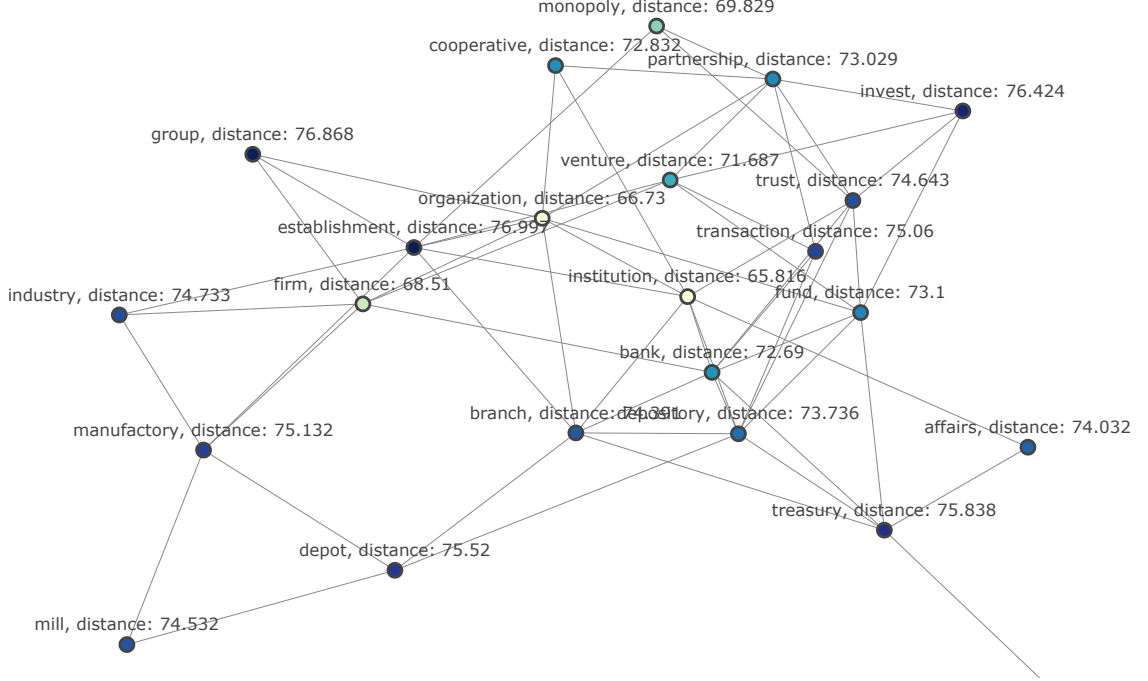 monopoly, distance: 69.829
cooperative, distance: 72.832
partnership, distance: 73.029
invest, distance: 76.424
group, distance: 76.868
venture, distance: 71.687
trust, distance: 74.643
organization, distance: 66.73
establishment, distance: 76.997
transaction, distance: 75.06
institution, distance: 65.816
firm, distance: 68.51
fund, distance: 73.1
industry, distance: 74.733
bank, distance: 72.69
branch, distance: 74.391
depository, distance: 73.736
affairs, distance: 74.032
manufactory, distance: 75.132
treasury, distance: 75.838
depot, distance: 75.52
mill, distance: 74.532